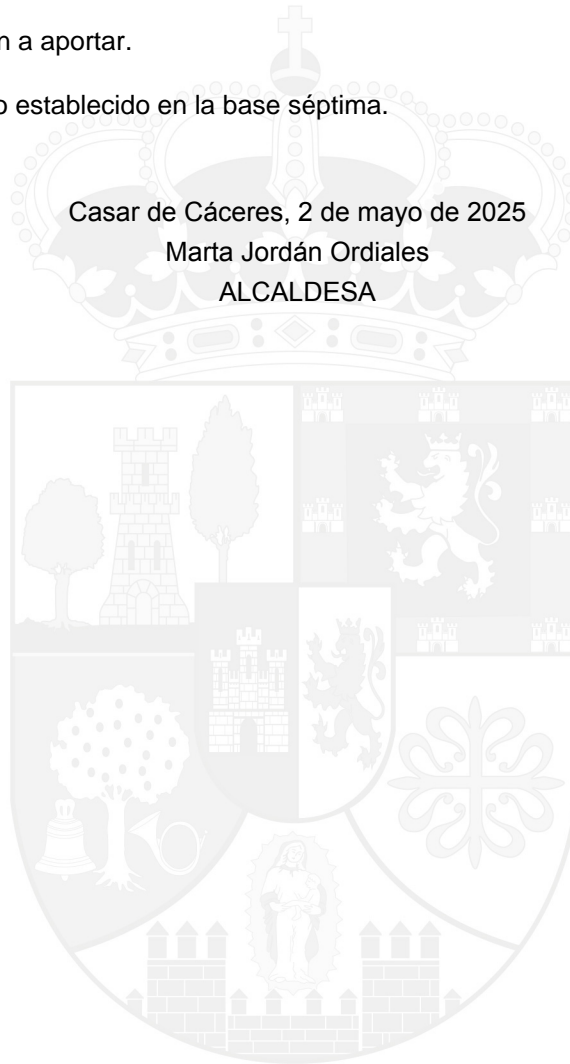 a aportar.
establecido en la base séptima.
Casar de Cáceres, 2 de mayo de 2025
Marta Jordán Ordiales
ALCALDESA